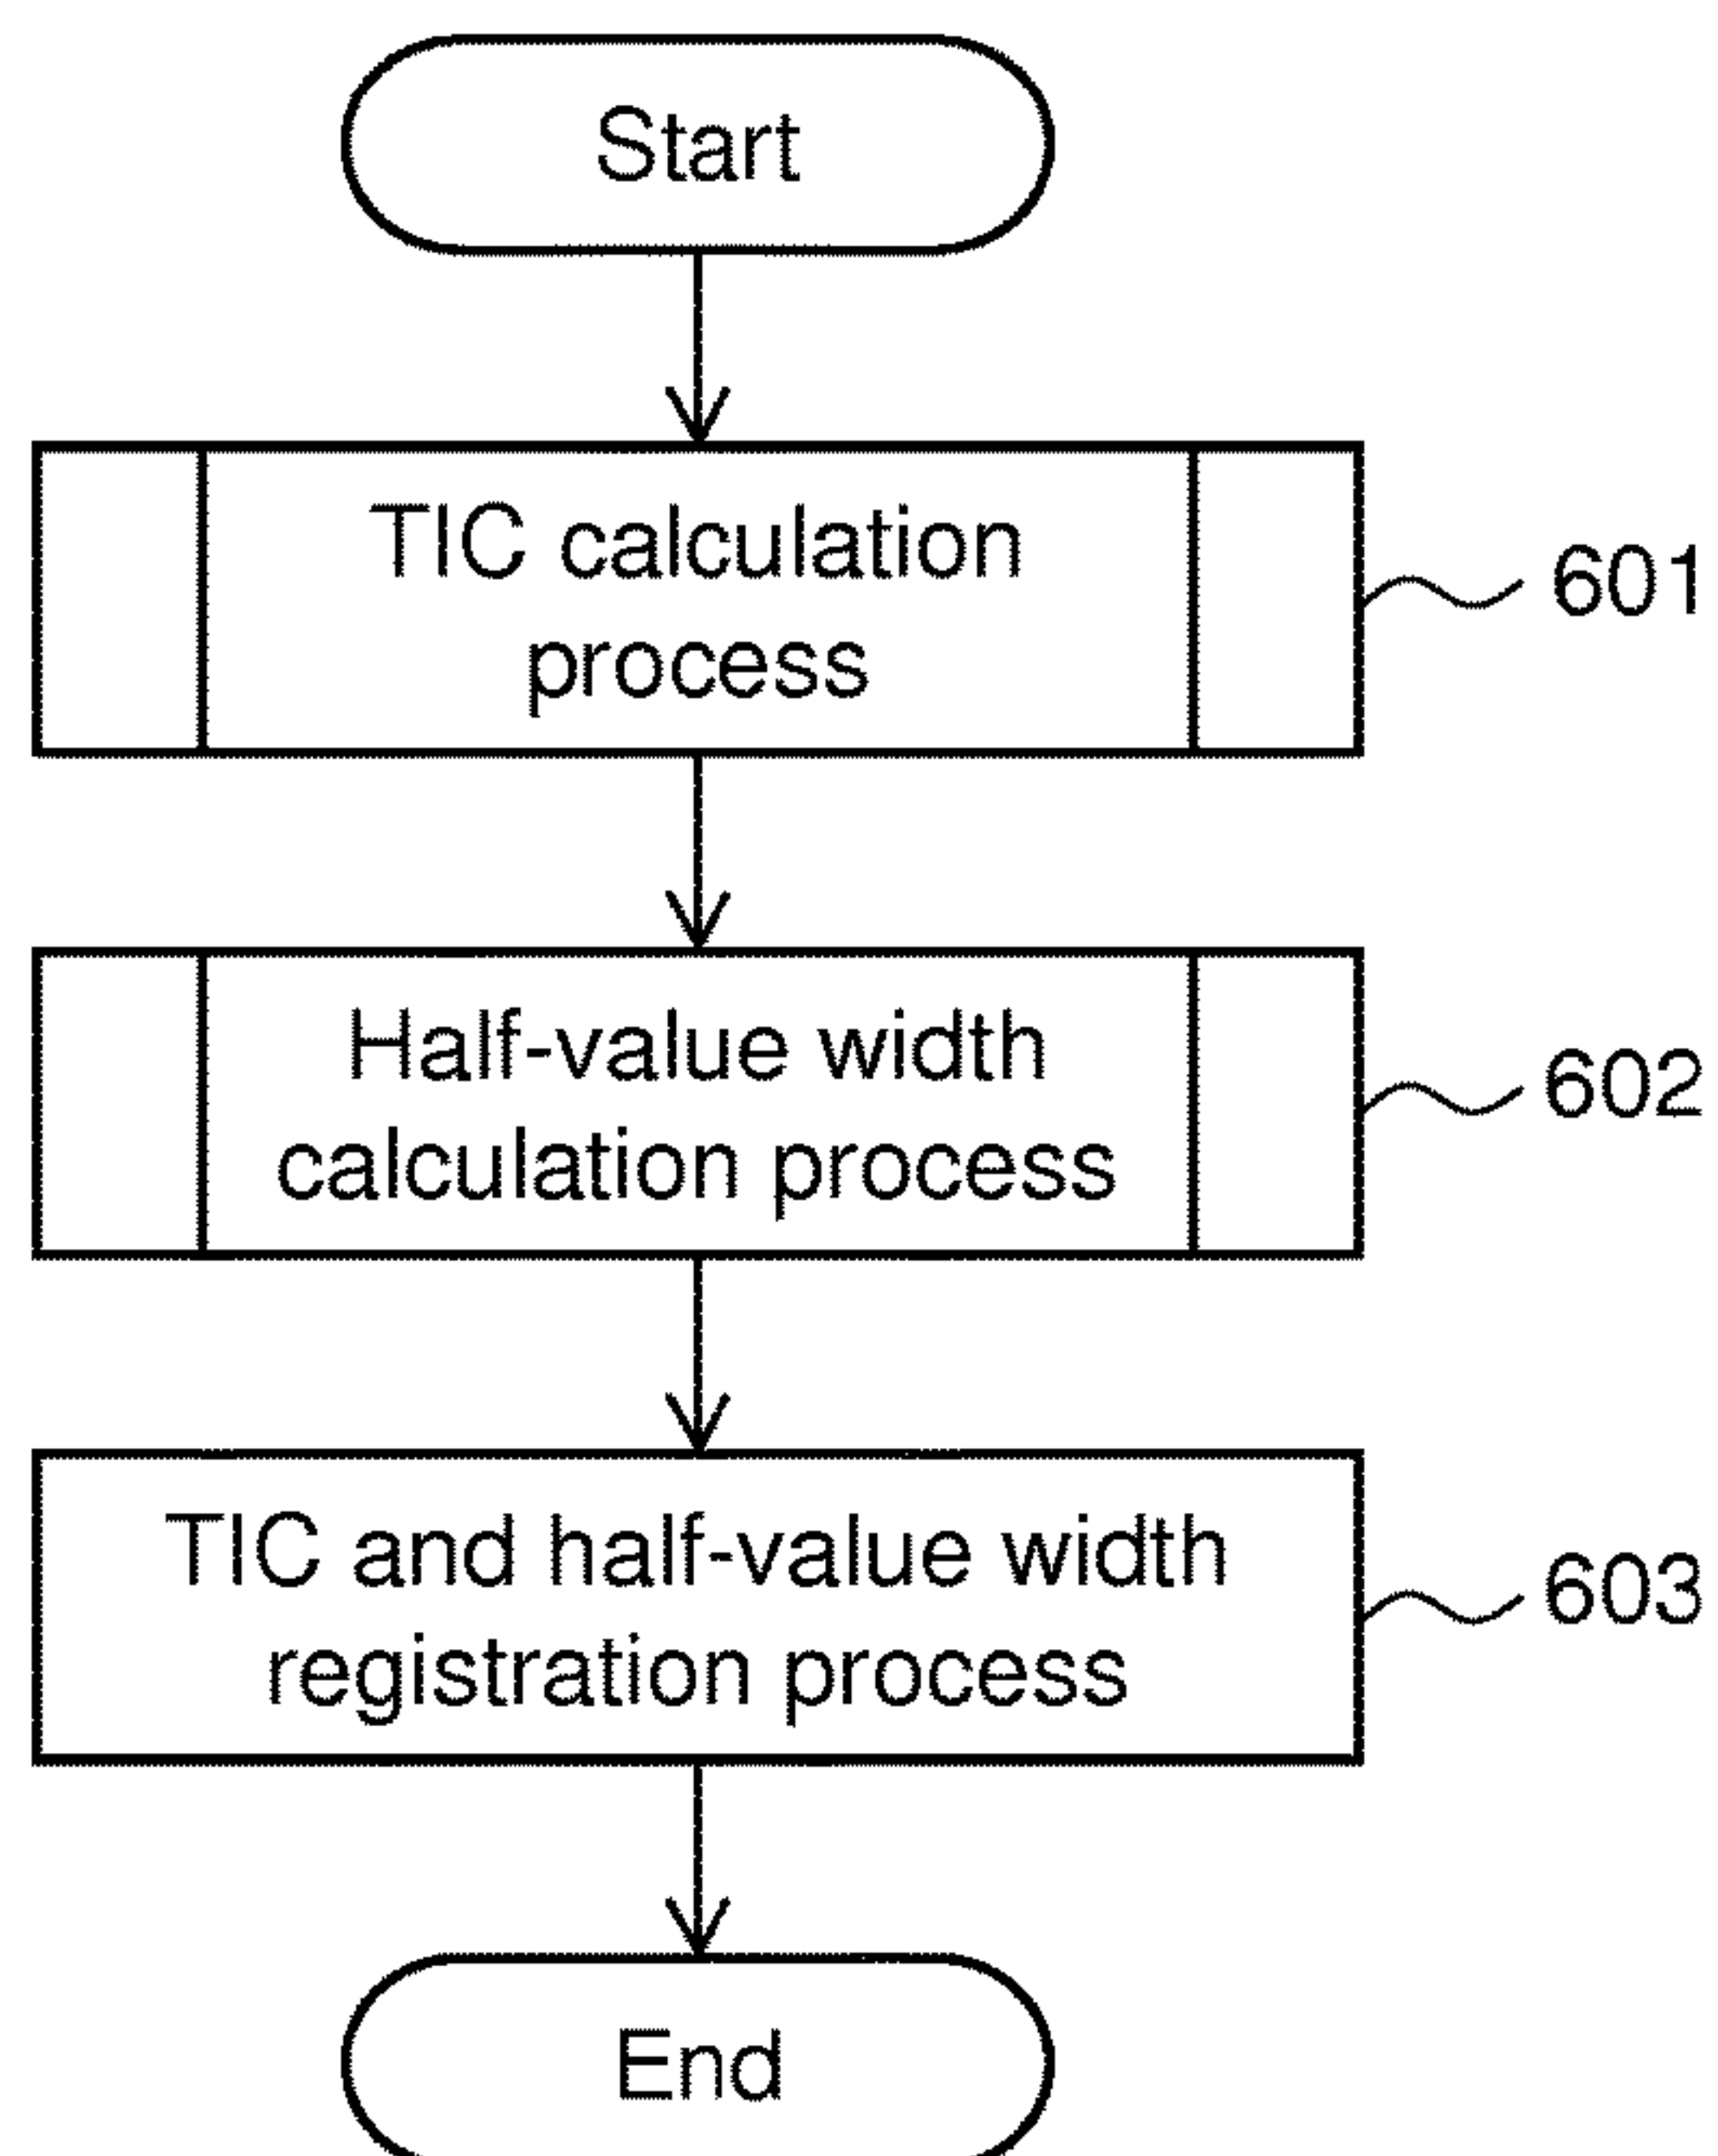 Start
TIC calculation
process
601
Half-value width
calculation process
602
TIC and half-value width
registration process
603
End